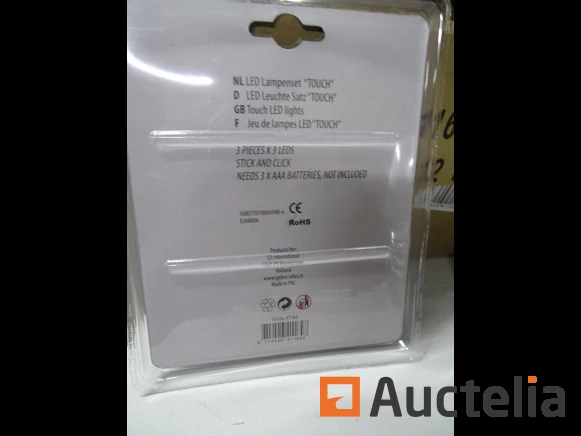 NL LED Lampenset "TOUCH"
D LED Leuchte Satz "TOUCH"
GB Touch LED lights
F Jeu de lampes LED "TOUCH"
3 PIECES X 3 LEDS
STICK AND CLICK
NEEDS 3 X AAA BATTERIES, NOT INCLUDED
CE
RoHS
Produced for:
International
Holland
Made in PRC
Auctelia